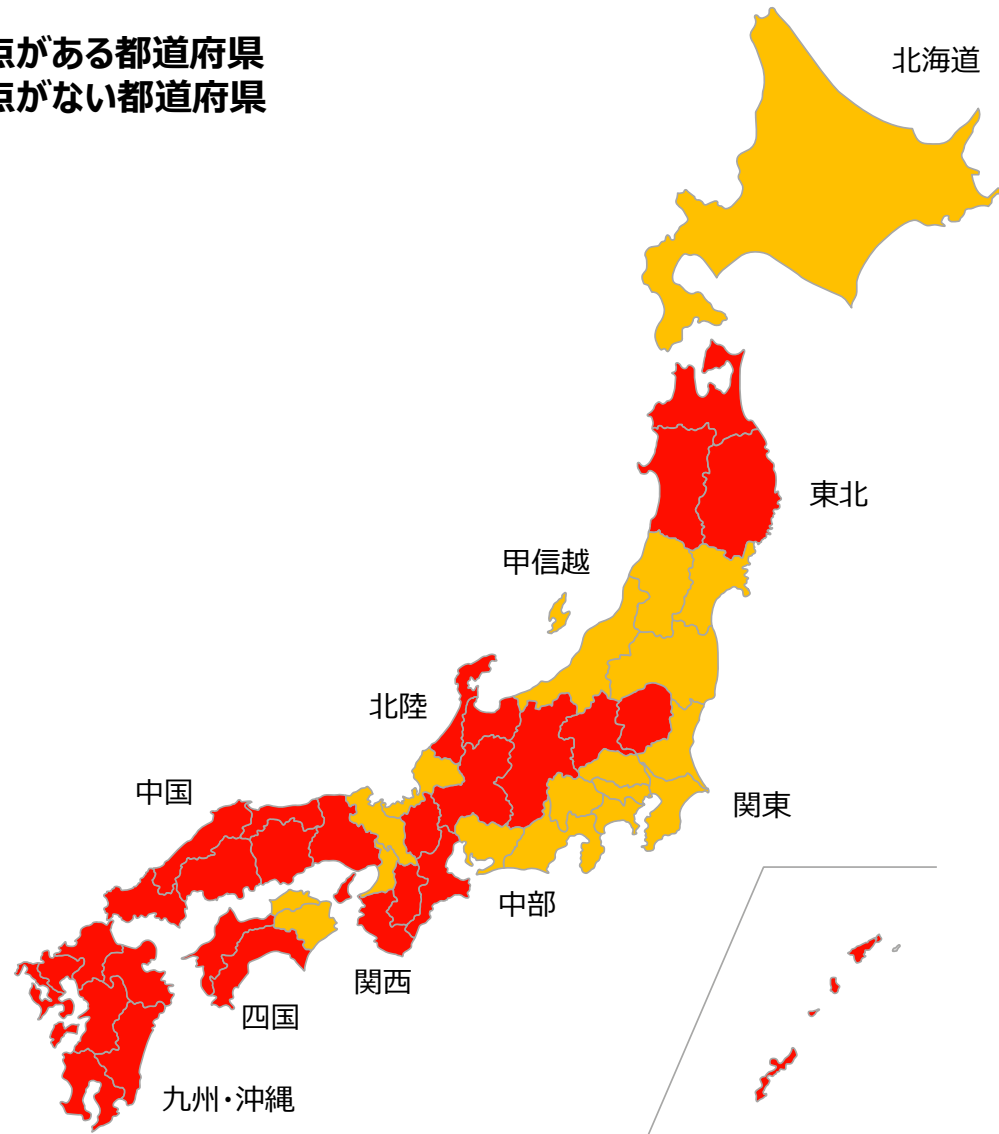 点がある都道府県
点がない都道府県
北海道
東北
甲信越
北陸
中国
関東
中部
関西
四国
九州・沖縄